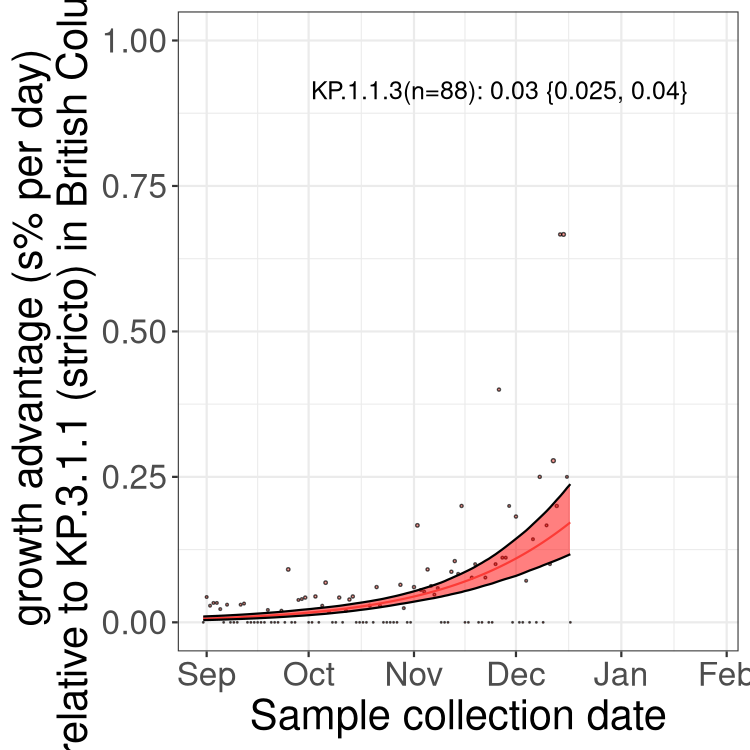 growth advantage (s% per day)
relative to KP.3.1.1 (stricto) in British Colu
1.00
0.75
0.50
0.25
0.00
KP.1.1.3(n=88): 0.03 {0.025, 0.04}
Sep Oct Nov Dec Jan Feb
Sample collection date